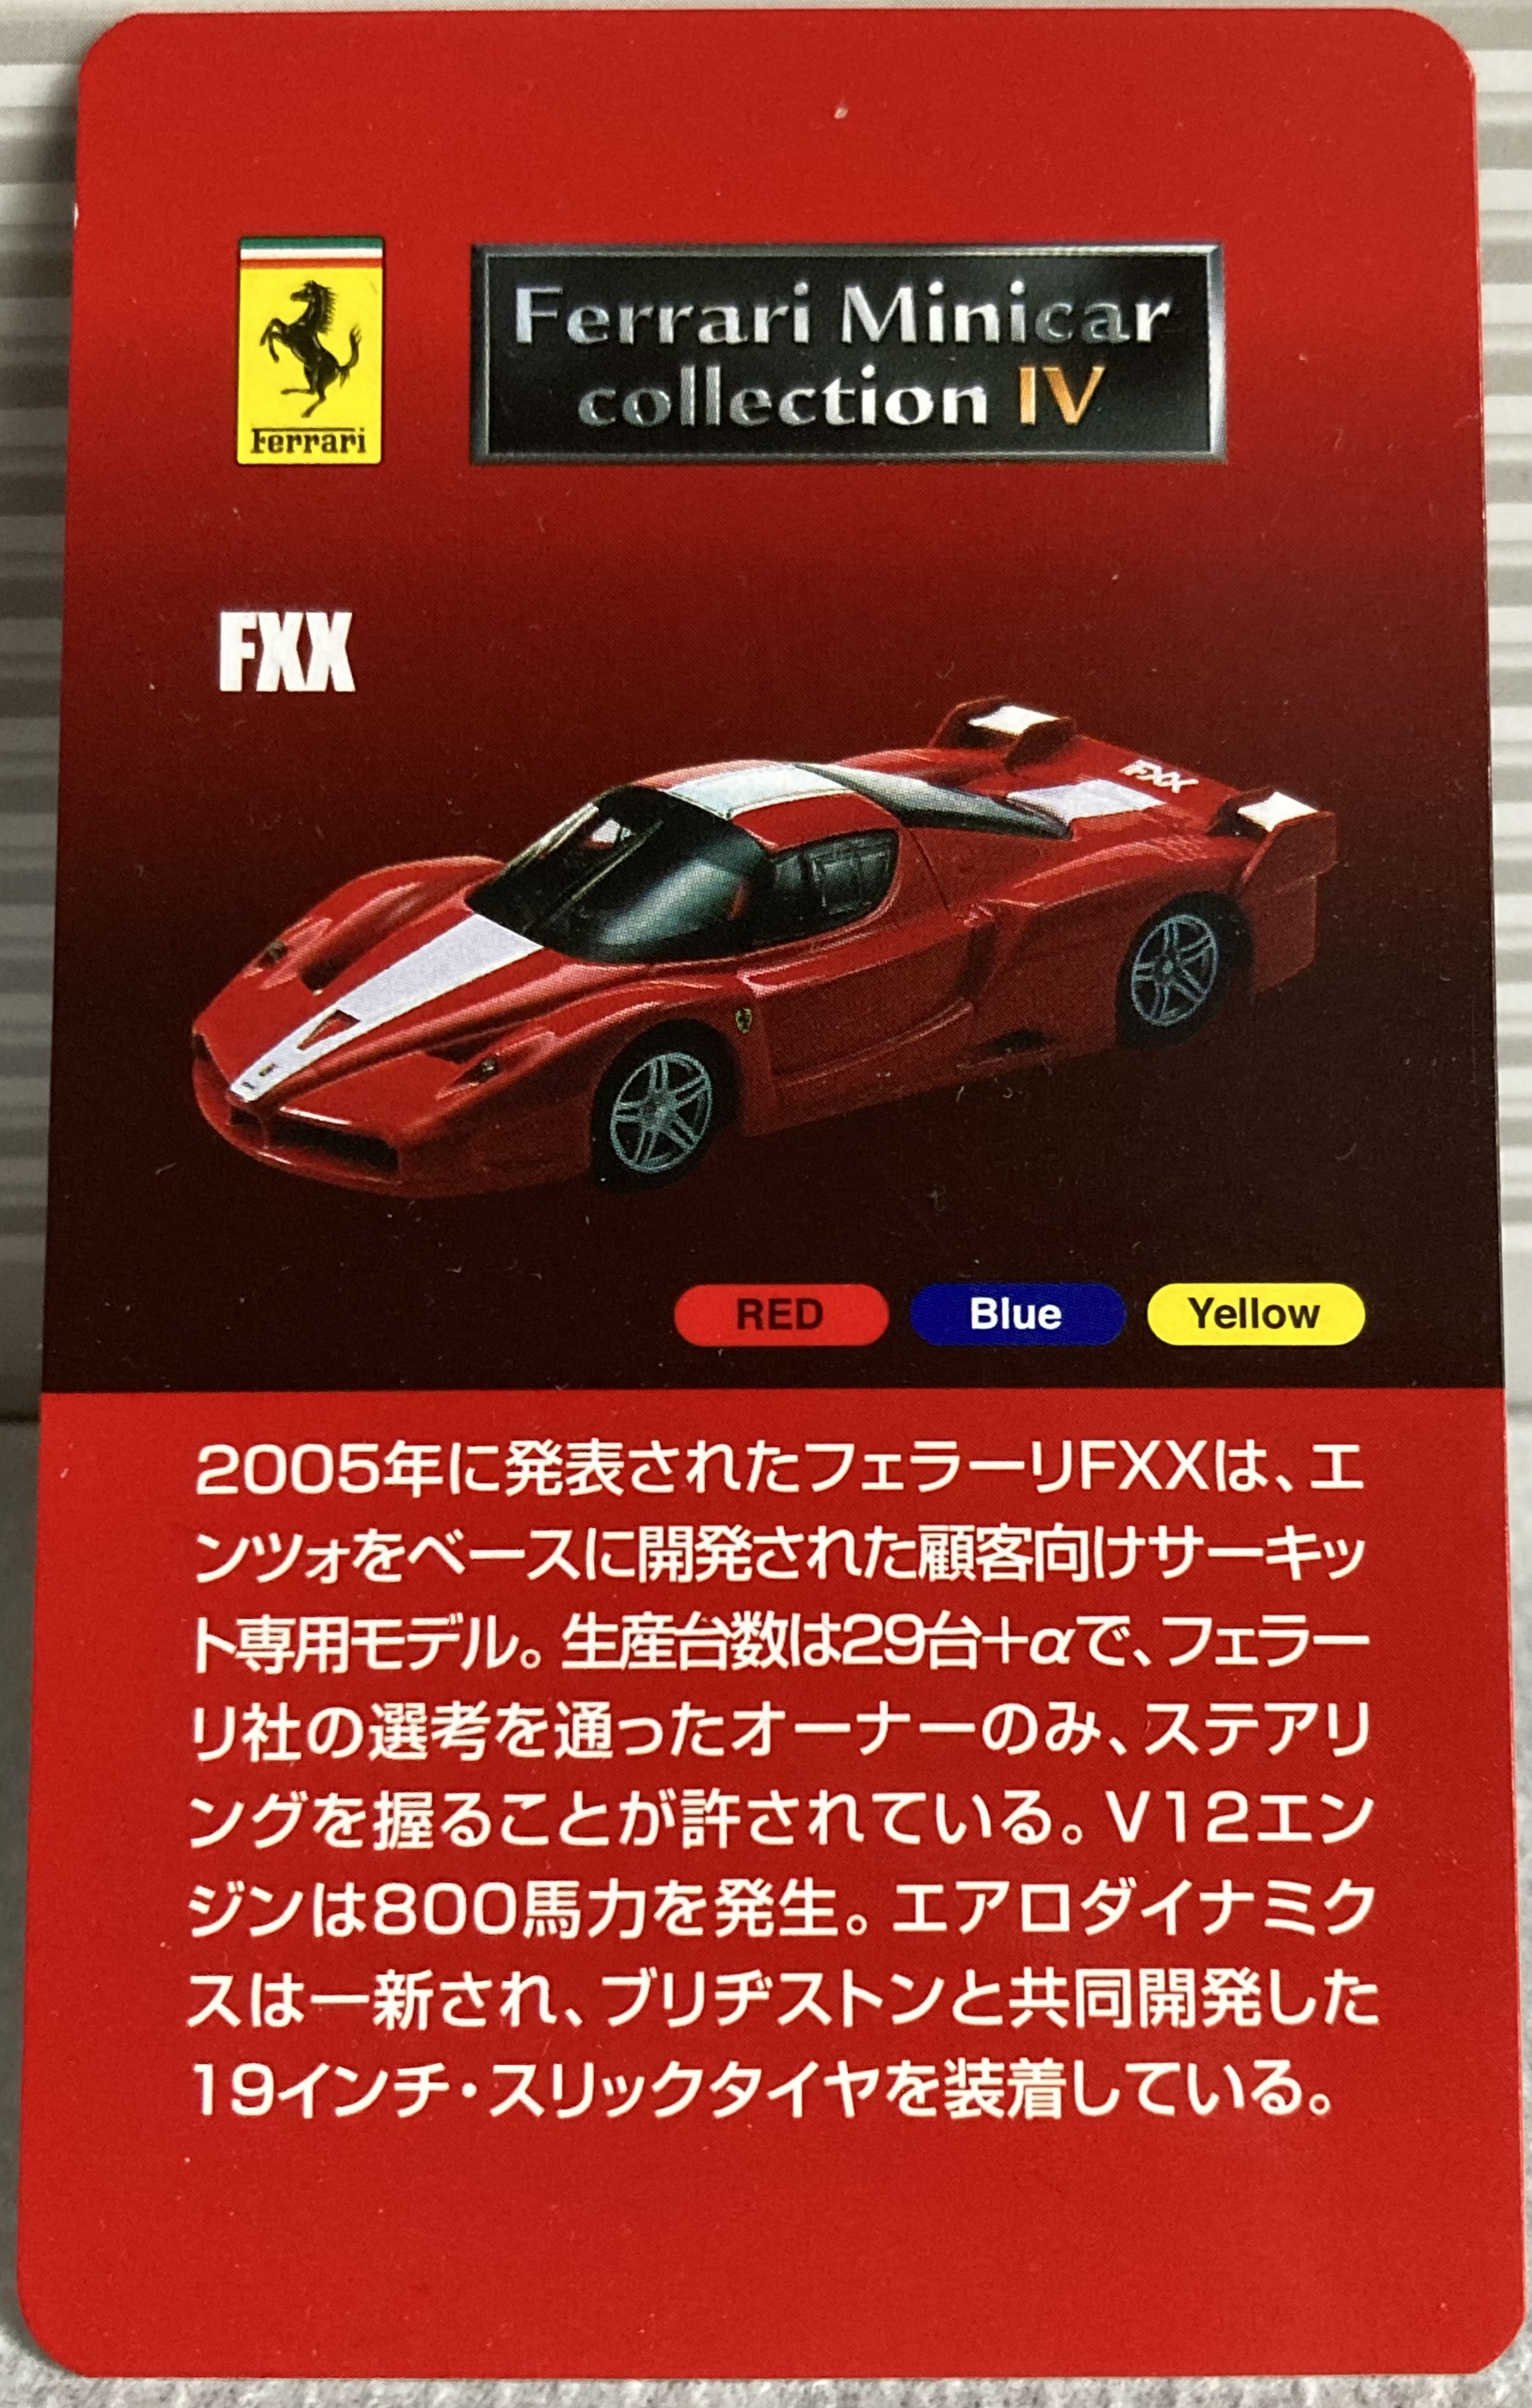 Ferrari
Ferrari Minicar
collection IV
FXX
FXX
RED
Blue
Yellow
2005年に発表されたフェラーリFXXは、エ
ンツォをベースに開発された顧客向けサーキッ
ト専用モデル。生産台数は29台+αで、フェラー
リ社の選考を通ったオーナーのみ、ステアリ
ングを握ることが許されている。V12エン
ジンは800馬力を発生。エアロダイナミク
スは一新され、ブリヂストンと共同開発した
19インチ・スリックタイヤを装着している。